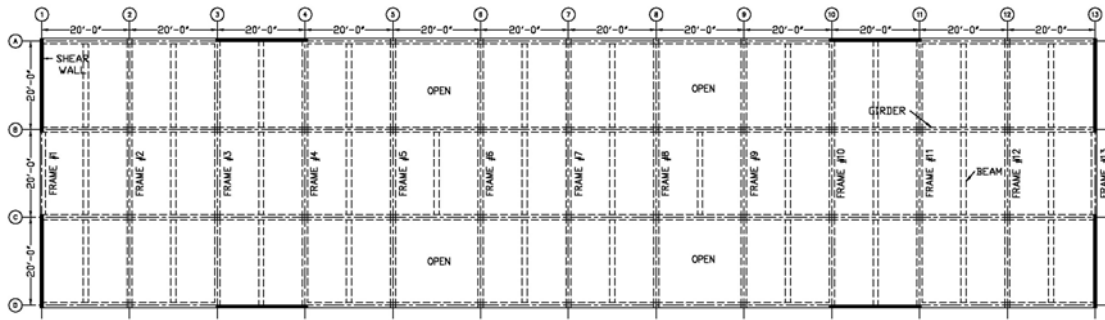 1 2 3 4 5 6 7 8 9 10 11 12 13
20'-0" 20'-0" 20'-0" 20'-0" 20'-0" 20'-0" 20'-0" 20'-0" 20'-0" 20'-0" 20'-0" 20'-0"
A
SHEAR
WALL
20'-0"
OPEN
OPEN
GIRDER
B
20'-0"
FRAME #1
FRAME #2
FRAME #3
FRAME #4
FRAME #5
FRAME #6
FRAME #7
FRAME #8
FRAME #9
FRAME #10
FRAME #11
BEAM
FRAME #12
FRAME #13
C
20'-0"
OPEN
OPEN
D